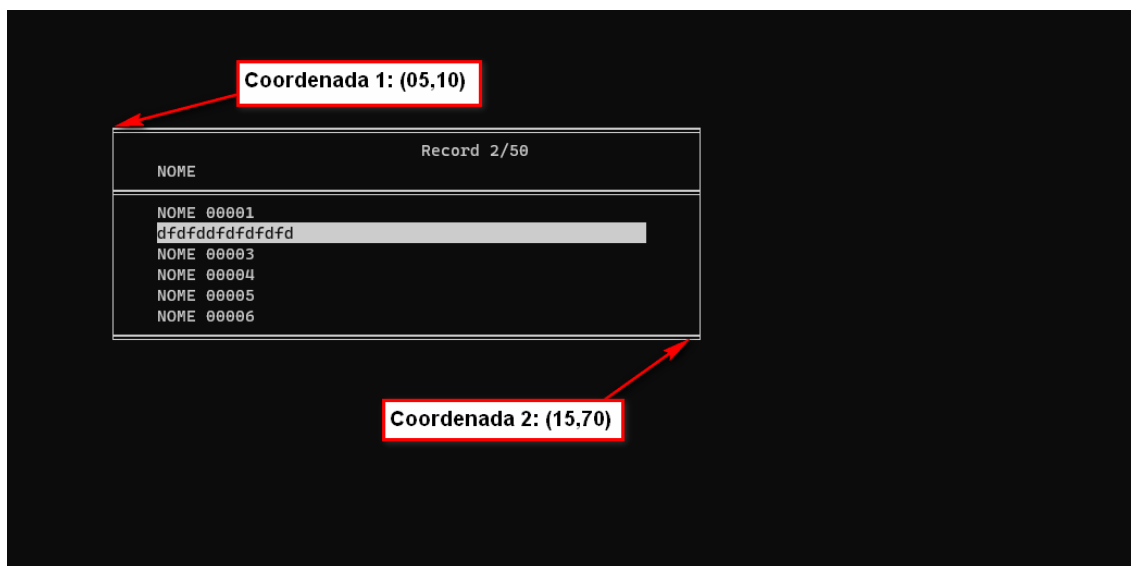 Coordenada 1: (05,10)
Record 2/50
NOME
NOME 00001
dfdfddfdfdfdfd
NOME 00003
NOME 00004
NOME 00005
NOME 00006
Coordenada 2: (15,70)